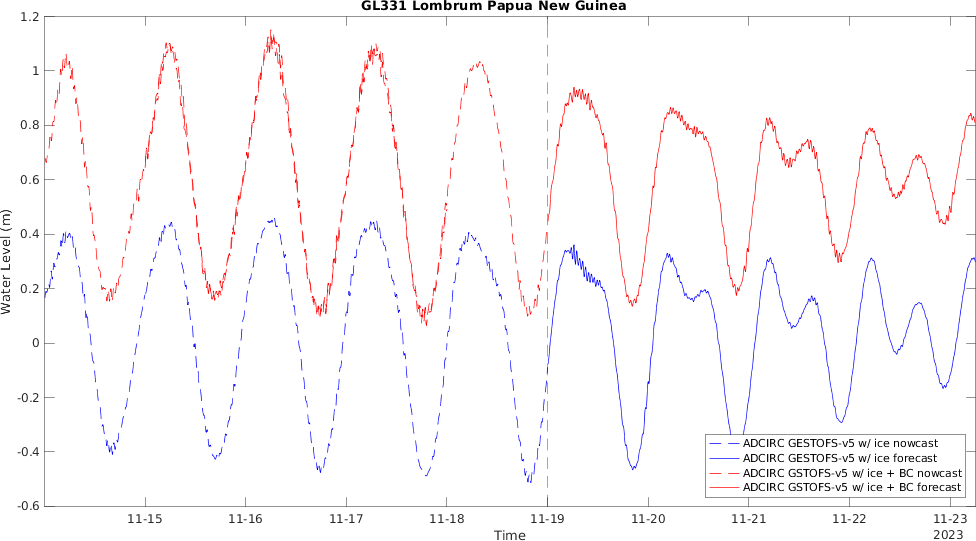 GL331 Lombrum Papua New Guinea
1.2
1
0.8
0.6
0.4
0.2
0
-0.2
-0.4
-0.6
Water Level (m)
ADCIRC GESTOFS-v5 w/ ice nowcast
ADCIRC GESTOFS-v5 w/ ice forecast
ADCIRC GSTOFS-v5 w/ ice + BC nowcast
ADCIRC GSTOFS-v5 w/ ice + BC forecast
11-15 11-16 11-17 11-18 11-19 11-20 11-21 11-22 11-23
Time 2023